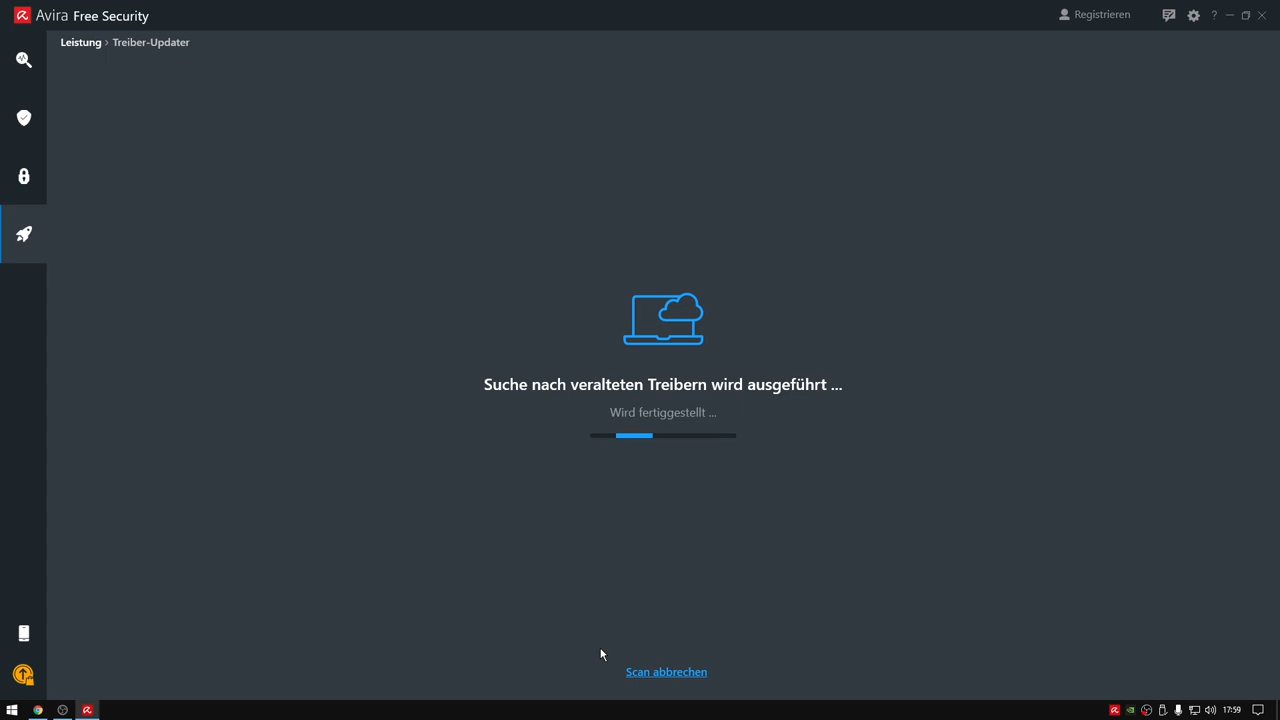 Avira Free Security
Registrieren
?
Leistung › Treiber-Updater
Suche nach veralteten Treibern wird ausgeführt ...
Wird fertiggestellt ...
Scan abbrechen
17:59